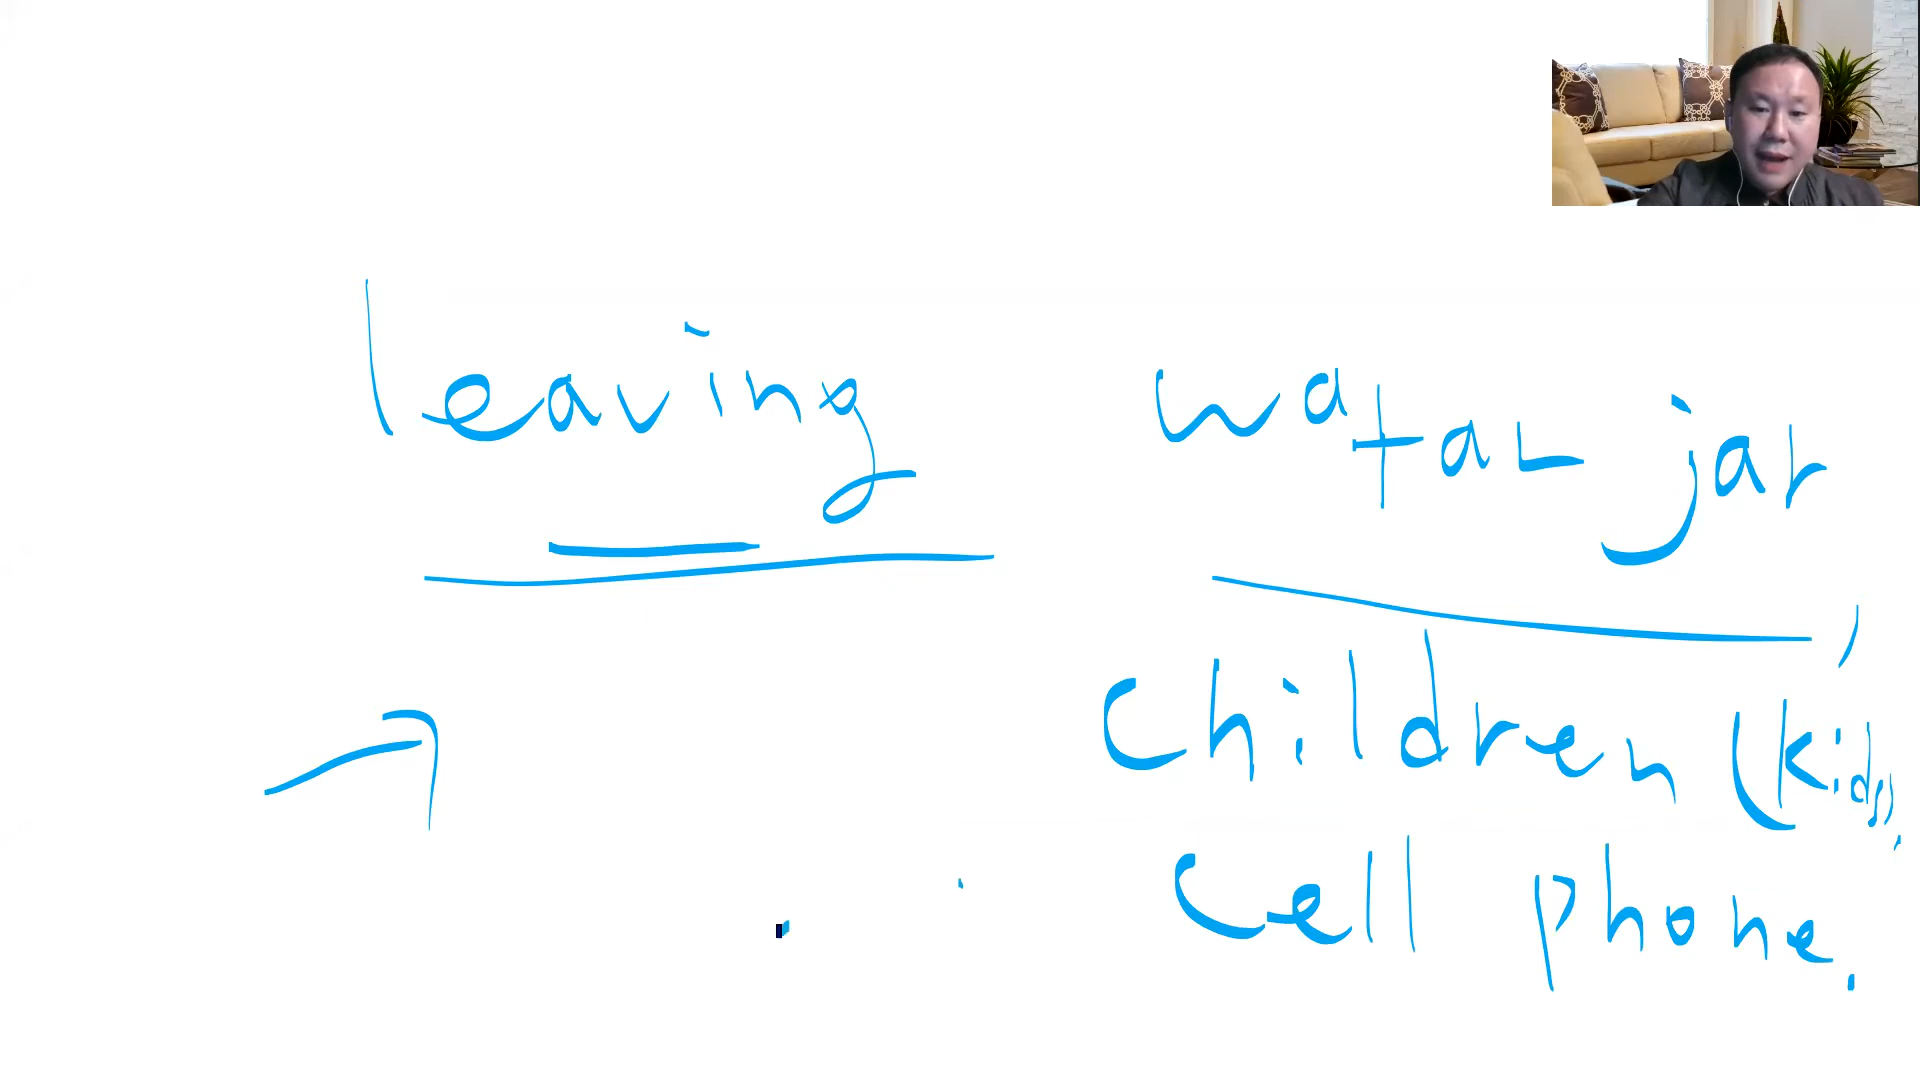 leaving
watar jar,
children (kids).
cell phone.